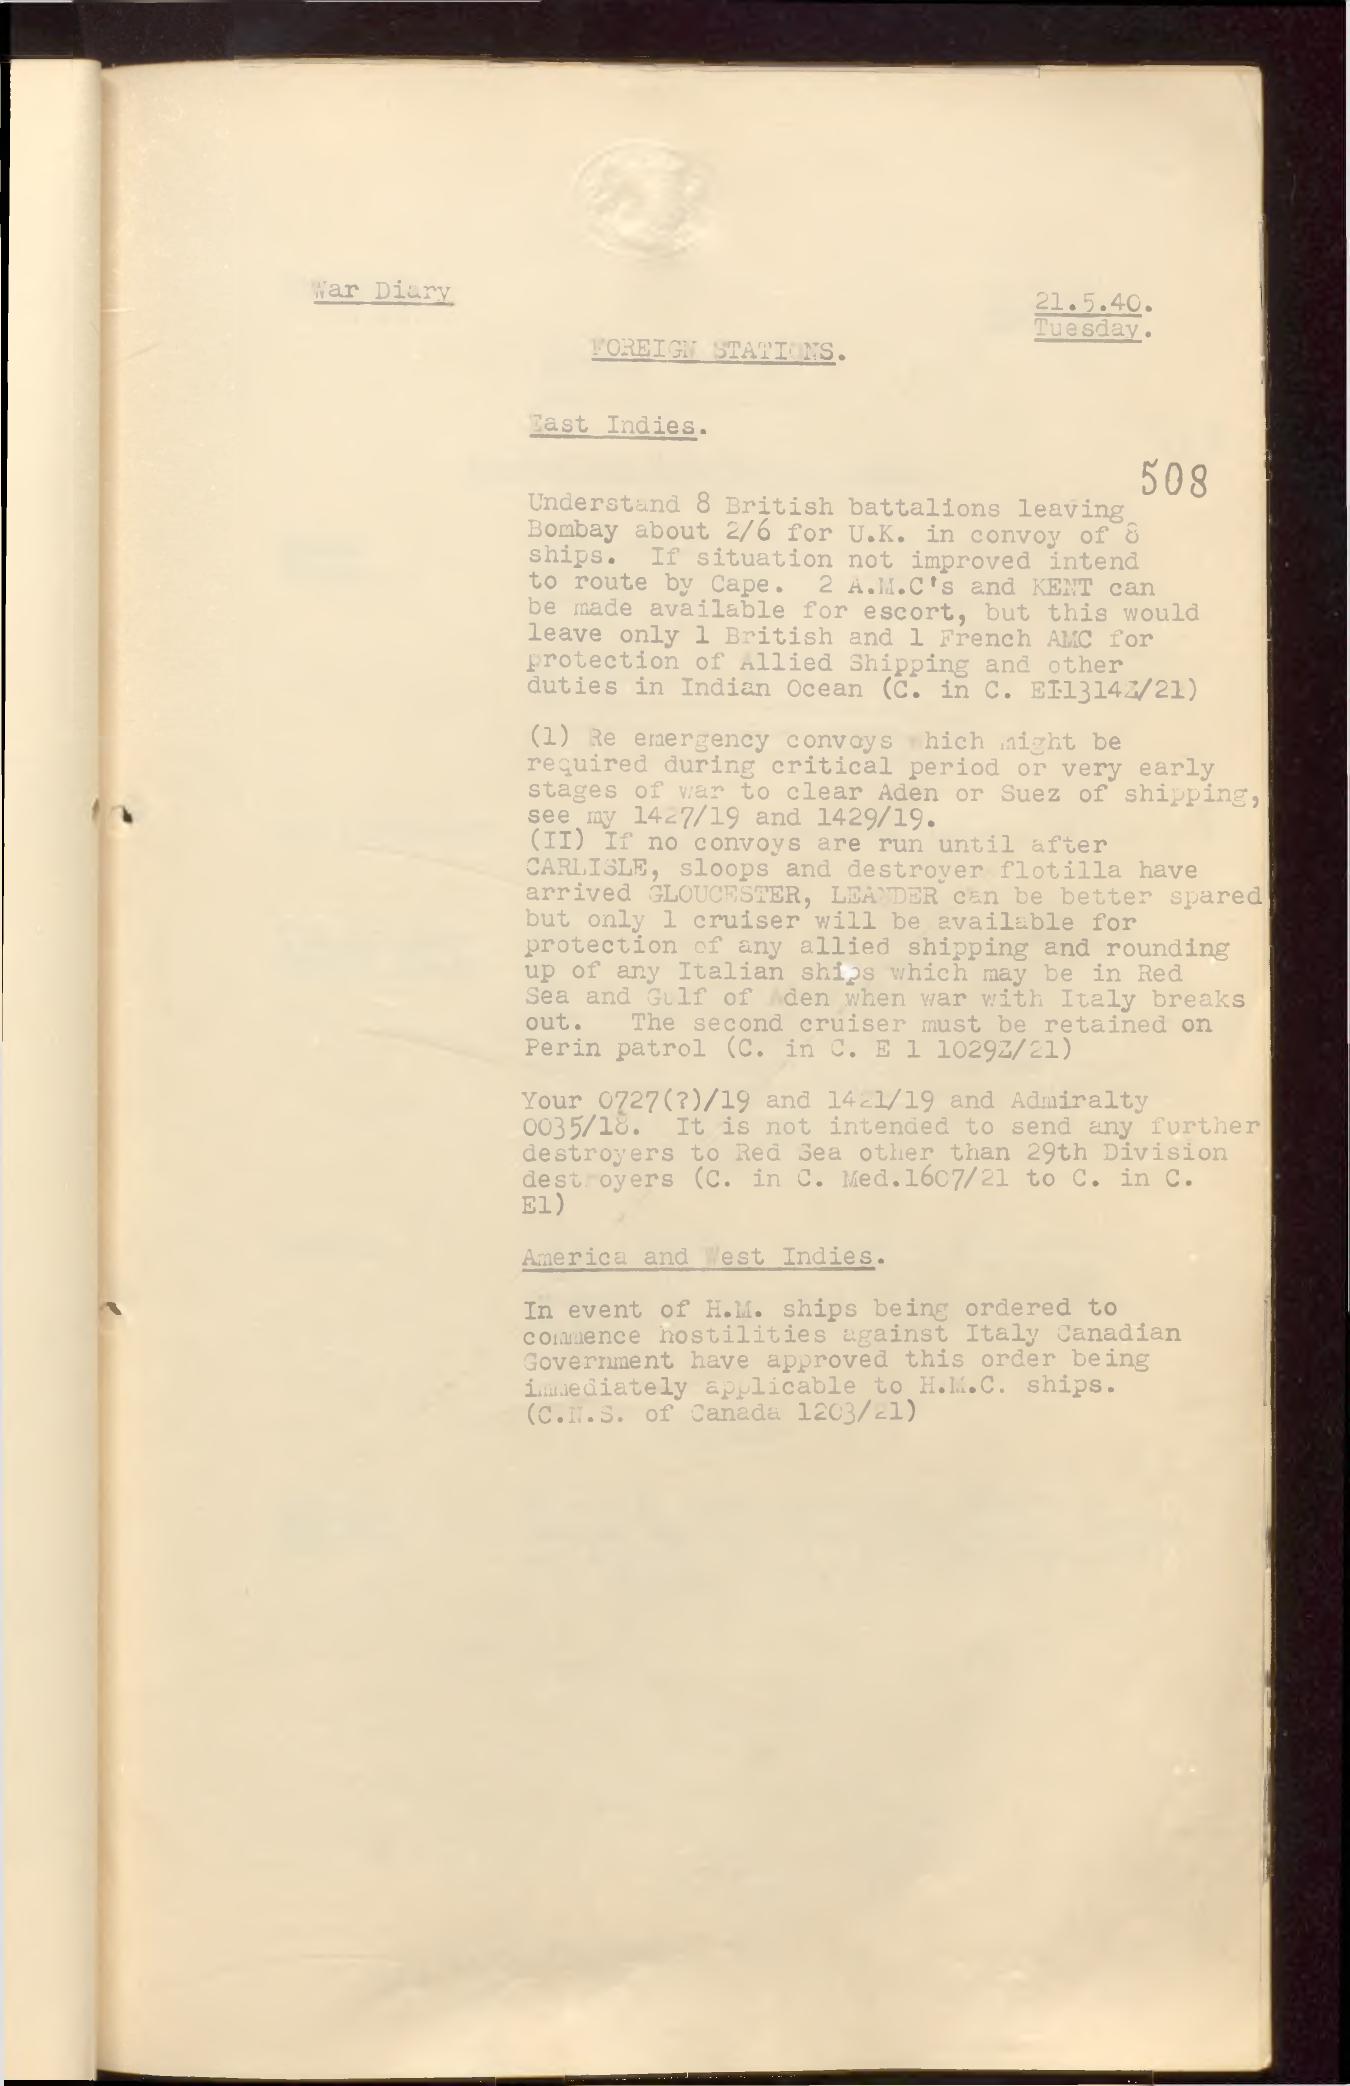 War Diary
21.5.40.
Tuesday.
FOREIGN STATIONS.
East Indies.
508
Understand 8 British battalions leaving
Bombay about 2/6 for U.K. in convoy of 8
ships. If situation not improved intend
to route by Cape. 2 A.M.C's and KENT can
be made available for escort, but this would
leave only 1 British and 1 French AMC for
protection of Allied Shipping and other
duties in Indian Ocean (C. in C. EI-1314Z/21)
(1) Re emergency convoys which might be
required during critical period or very early
stages of war to clear Aden or Suez of shipping,
see my 1427/19 and 1429/19.
(II) If no convoys are run until after
CARLISLE, sloops and destroyer flotilla have
arrived GLOUCESTER, LEANDER can be better spared
but only 1 cruiser will be available for
protection of any allied shipping and rounding
up of any Italian ships which may be in Red
Sea and Gulf of Aden when war with Italy breaks
out. The second cruiser must be retained on
Perin patrol (C. in C. E 1 1029Z/21)
Your 0727(?)/19 and 1421/19 and Admiralty
0035/18. It is not intended to send any further
destroyers to Red Sea other than 29th Division
destroyers (C. in C. Med.1607/21 to C. in C.
E1)
America and West Indies.
In event of H.M. ships being ordered to
commence hostilities against Italy Canadian
Government have approved this order being
immediately applicable to H.M.C. ships.
(C.N.S. of Canada 1203/21)